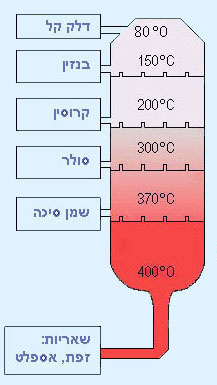 דלק קל
80°O
בנזין
150°C
קרוסין
200°C
סולר
300°C
שמן סיכה
370°C
400°O
שאריות:
זפת, אספלט